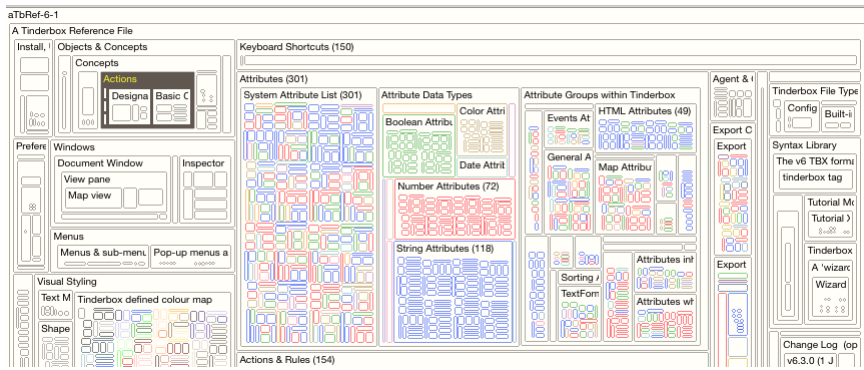 aTbRef-6-1
A Tinderbox Reference File
Install,
Objects & Concepts
Concepts
Actions
Designa
Basic C
Keyboard Shortcuts (150)
Attributes (301)
System Attribute List (301)
Attribute Data Types
Boolean Attribu
Color Attri
Date Attrit
Number Attributes (72)
String Attributes (118)
Attribute Groups within Tinderbox
Events At
HTML Attributes (49)
General A
Map Attribu
Sorting A
TextForn
Attributes int
Attributes wh
Agent &
Export C
Export
Export
Tinderbox File Type
Config
Built-i
Syntax Library
The v6 TBX forma
tinderbox tag
Tutorial Mo
Tutorial
Tinderbox
A 'wizarc
Wizard
Change Log (op
v6.3.0 (1 J
Prefere
Windows
Document Window
View pane
Map view
Inspector
Menus
Menus & sub-menu
Pop-up menus a
Visual Styling
Text M
Shape
Tinderbox defined colour map
Actions & Rules (154)